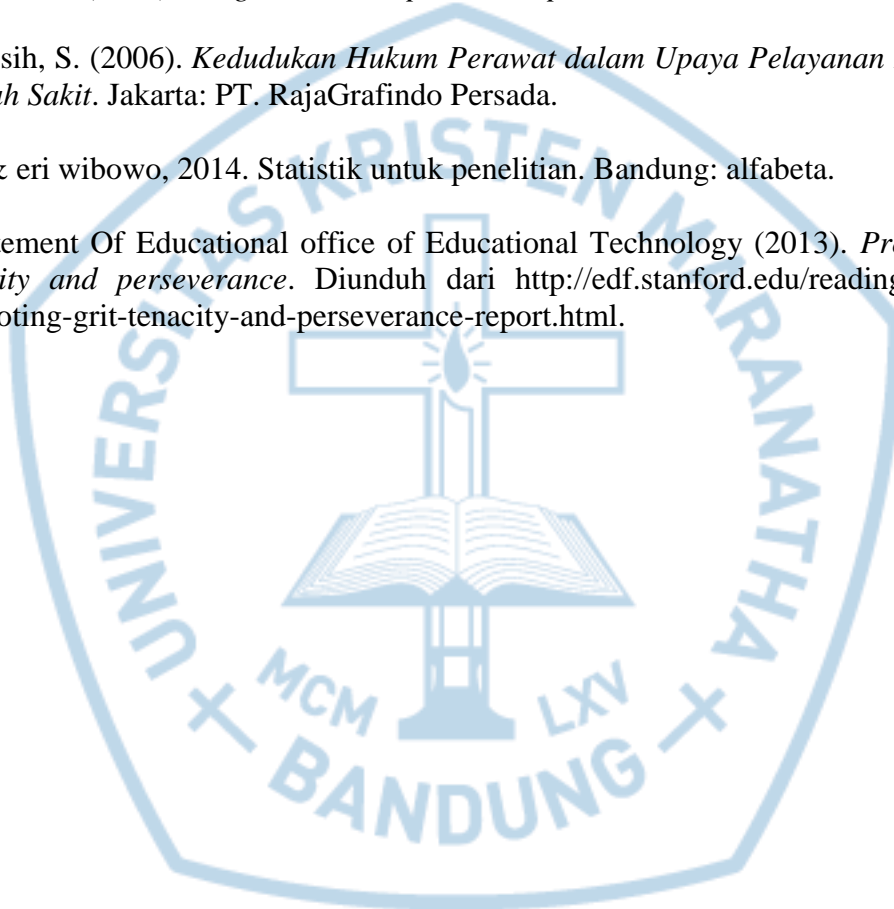 sih, S. (2006). Kedudukan Hukum Perawat dalam Upaya Pelayanan
ah Sakit. Jakarta: PT. RajaGrafindo Persada.
& eri wibowo, 2014. Statistik untuk penelitian. Bandung: alfabeta.
tement Of Educational office of Educational Technology (2013). Pr
ity and perseverance. Diunduh dari http://edf.stanford.edu/reading
oting-grit-tenacity-and-perseverance-report.html.
UNIVERSITAS KRISTEN MARANATHA
MCM LXV
BANDUNG